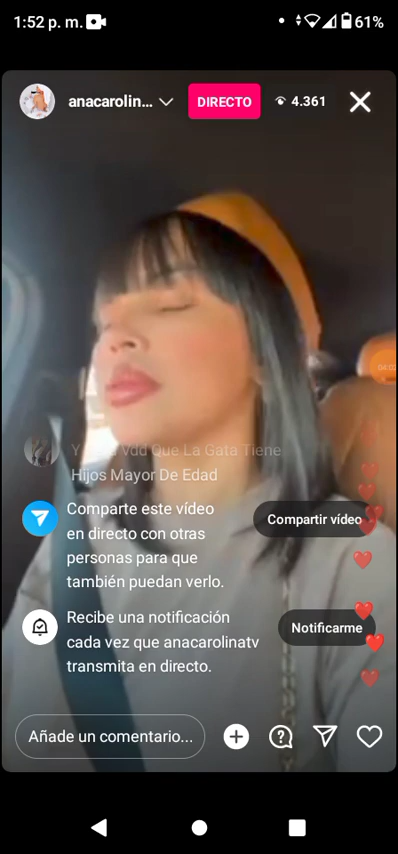 1:52 p. m.
61%
anacarolin...
DIRECTO
4.361
Vdd Que La Gata Tiene
Hijos Mayor De Edad
Comparte este vídeo
en directo con otras
personas para que
también puedan verlo.
Compartir vídeo
Recibe una notificación
cada vez que anacarolinatv
transmita en directo.
Notificarme
Añade un comentario...